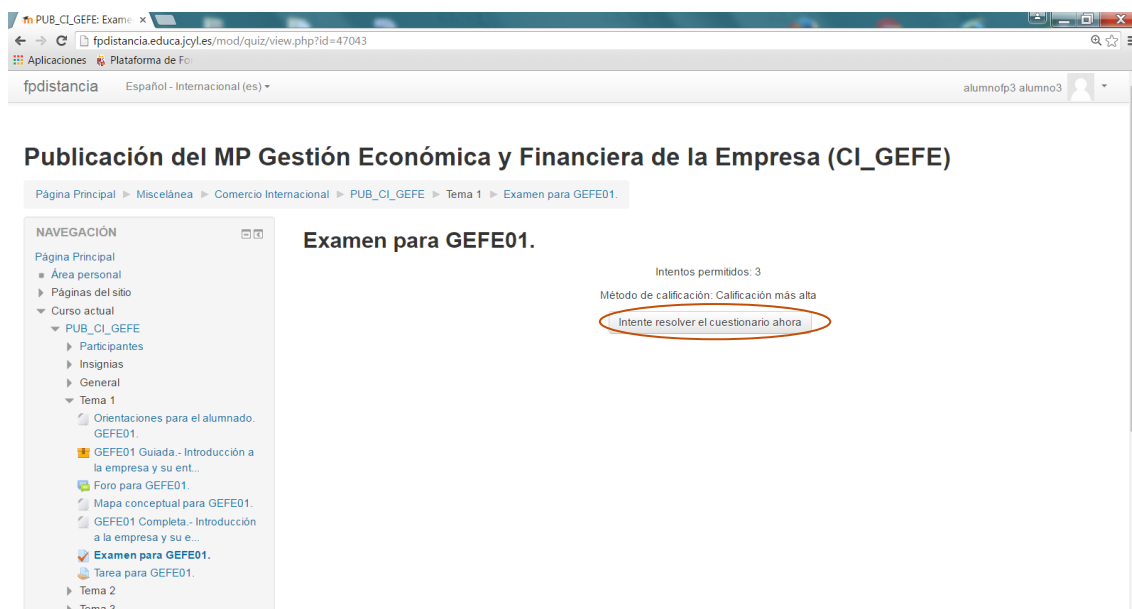 PUB_CI_GEFE: Exame
fpdistancia.educa.jcyl.es/mod/quiz/view.php?id=47043
Aplicaciones Plataforma de Fo
fpdistancia Español - Internacional (es) alumnofp3 alumno3
Publicación del MP Gestión Económica y Financiera de la Empresa (CI_GEFE)
Página Principal Miscelánea Comercio Internacional PUB_CI_GEFE Tema 1 Examen para GEFE01.
NAVEGACIÓN
Página Principal
Área personal
Páginas del sitio
Curso actual
PUB_CI_GEFE
Participantes
Insignias
General
Tema 1
Orientaciones para el alumnado.
GEFE01.
GEFE01 Guiada.- Introducción a
la empresa y su ent...
Foro para GEFE01.
Mapa conceptual para GEFE01.
GEFE01 Completa.- Introducción
a la empresa y su e...
Examen para GEFE01.
Tarea para GEFE01.
Tema 2
Tema 3
Examen para GEFE01.
Intentos permitidos: 3
Método de calificación: Calificación más alta
Intente resolver el cuestionario ahora